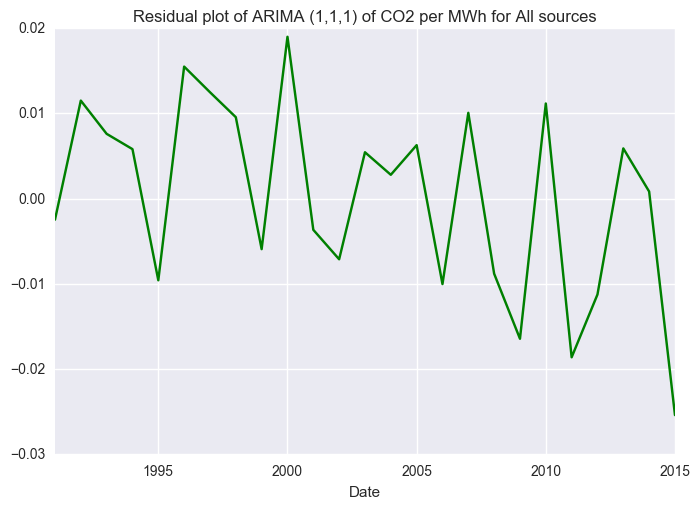 Residual plot of ARIMA (1,1,1) of CO2 per MWh for All sources
0.02
0.01
0.00
−0.01
−0.02
−0.03
1995 2000 2005 2010 2015
Date